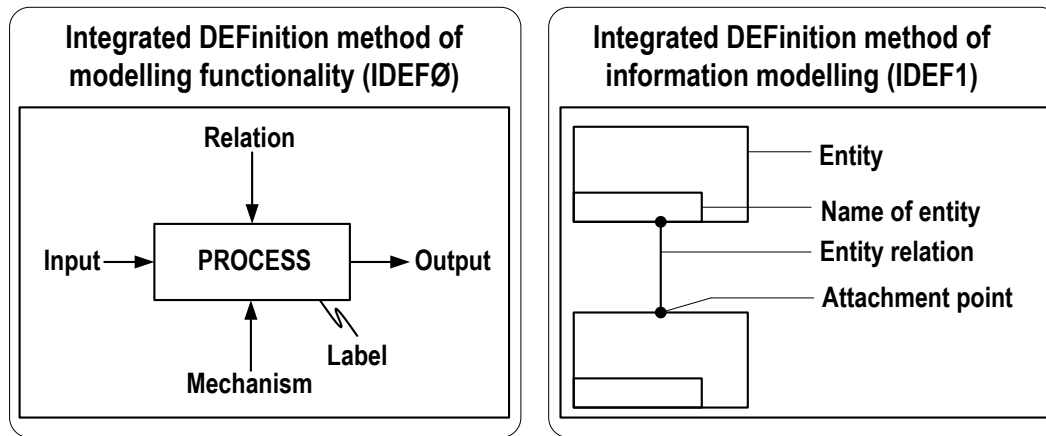 Integrated DEFinition method of
modelling functionality (IDEFØ)
Relation
Input
PROCESS
Output
Label
Mechanism
Integrated DEFinition method of
information modelling (IDEF1)
Entity
Name of entity
Entity relation
Attachment point